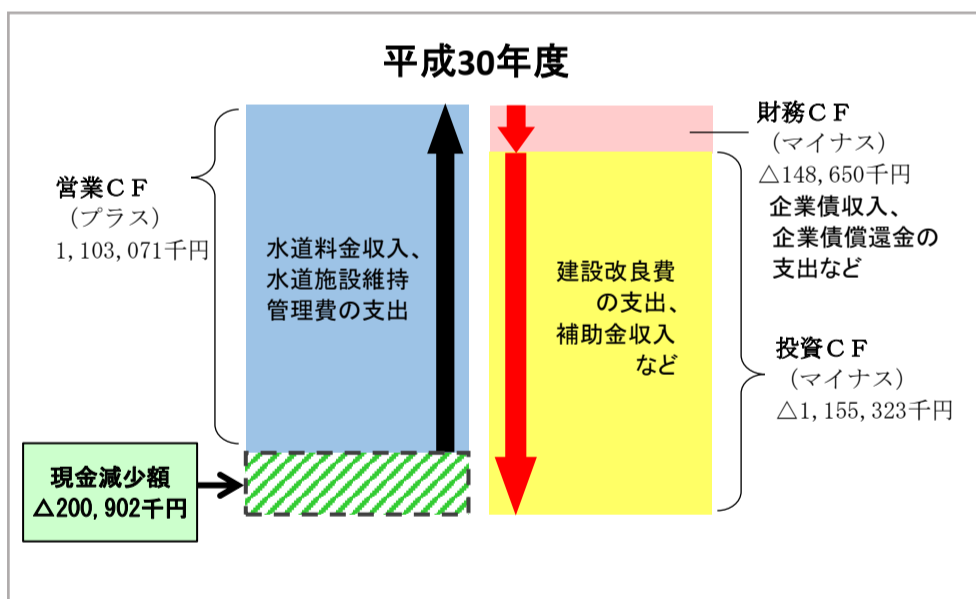 平成30年度
営業ＣＦ
（プラス）
1,103,071千円
水道料金収入、
水道施設維持
管理費の支出
現金減少額
△200,902千円
建設改良費
の支出、
補助金収入
など
財務ＣＦ
（マイナス）
△148,650千円
企業債収入、
企業債償還金の
支出など
投資ＣＦ
（マイナス）
△1,155,323千円